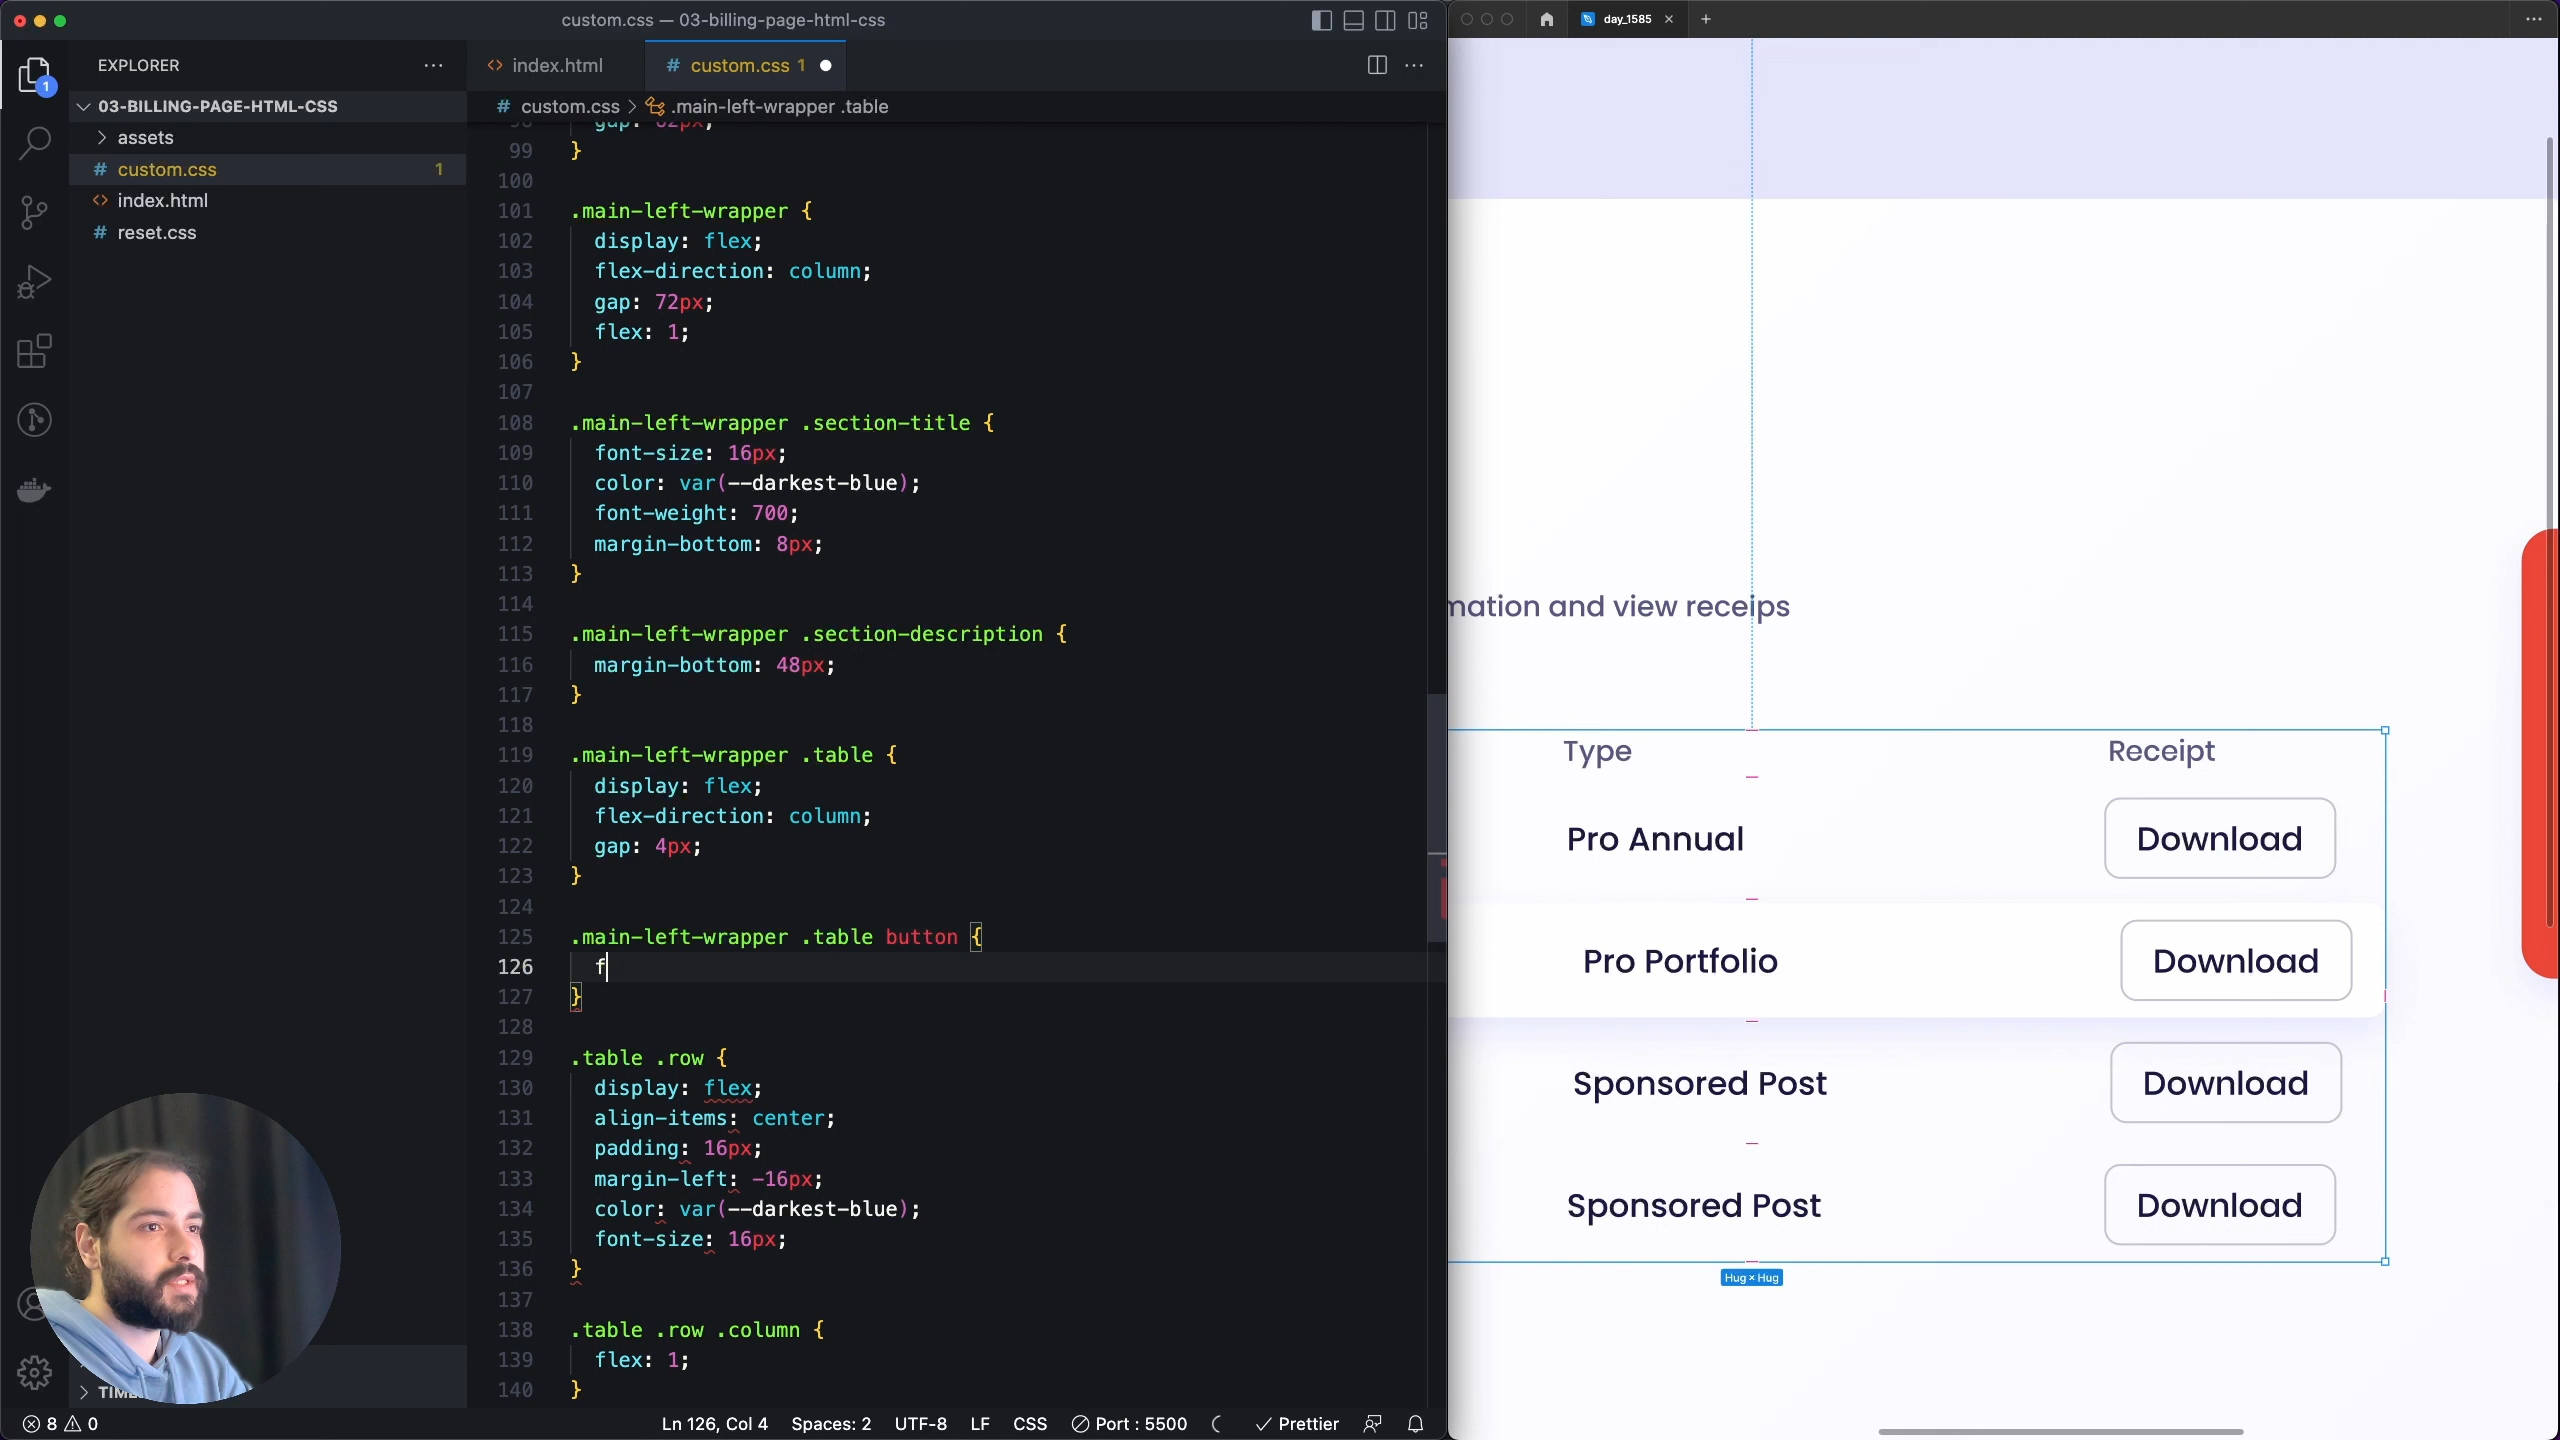 custom.css — 03-billing-page-html-css
day_1585
EXPLORER
1
03-BILLING-PAGE-HTML-CSS
assets
# custom.css 1
<> index.html
# reset.css
<> index.html
# custom.css 1
# custom.css > .main-left-wrapper .table
98 gap: 62px;
99 }
100
101 .main-left-wrapper {
102 display: flex;
103 flex-direction: column;
104 gap: 72px;
105 flex: 1;
106 }
107
108 .main-left-wrapper .section-title {
109 font-size: 16px;
110 color: var(--darkest-blue);
111 font-weight: 700;
112 margin-bottom: 8px;
113 }
114
115 .main-left-wrapper .section-description {
116 margin-bottom: 48px;
117 }
118
119 .main-left-wrapper .table {
120 display: flex;
121 flex-direction: column;
122 gap: 4px;
123 }
124
125 .main-left-wrapper .table button {
126 f
127 }
128
129 .table .row {
130 display: flex;
131 align-items: center;
132 padding: 16px;
133 margin-left: -16px;
134 color: var(--darkest-blue);
135 font-size: 16px;
136 }
137
138 .table .row .column {
139 flex: 1;
140 }
8 0
Ln 126, Col 4
Spaces: 2
UTF-8
LF
CSS
Port : 5500
Prettier
mation and view receips
Type Receipt
Pro Annual Download
Pro Portfolio Download
Sponsored Post Download
Sponsored Post Download
Hug × Hug